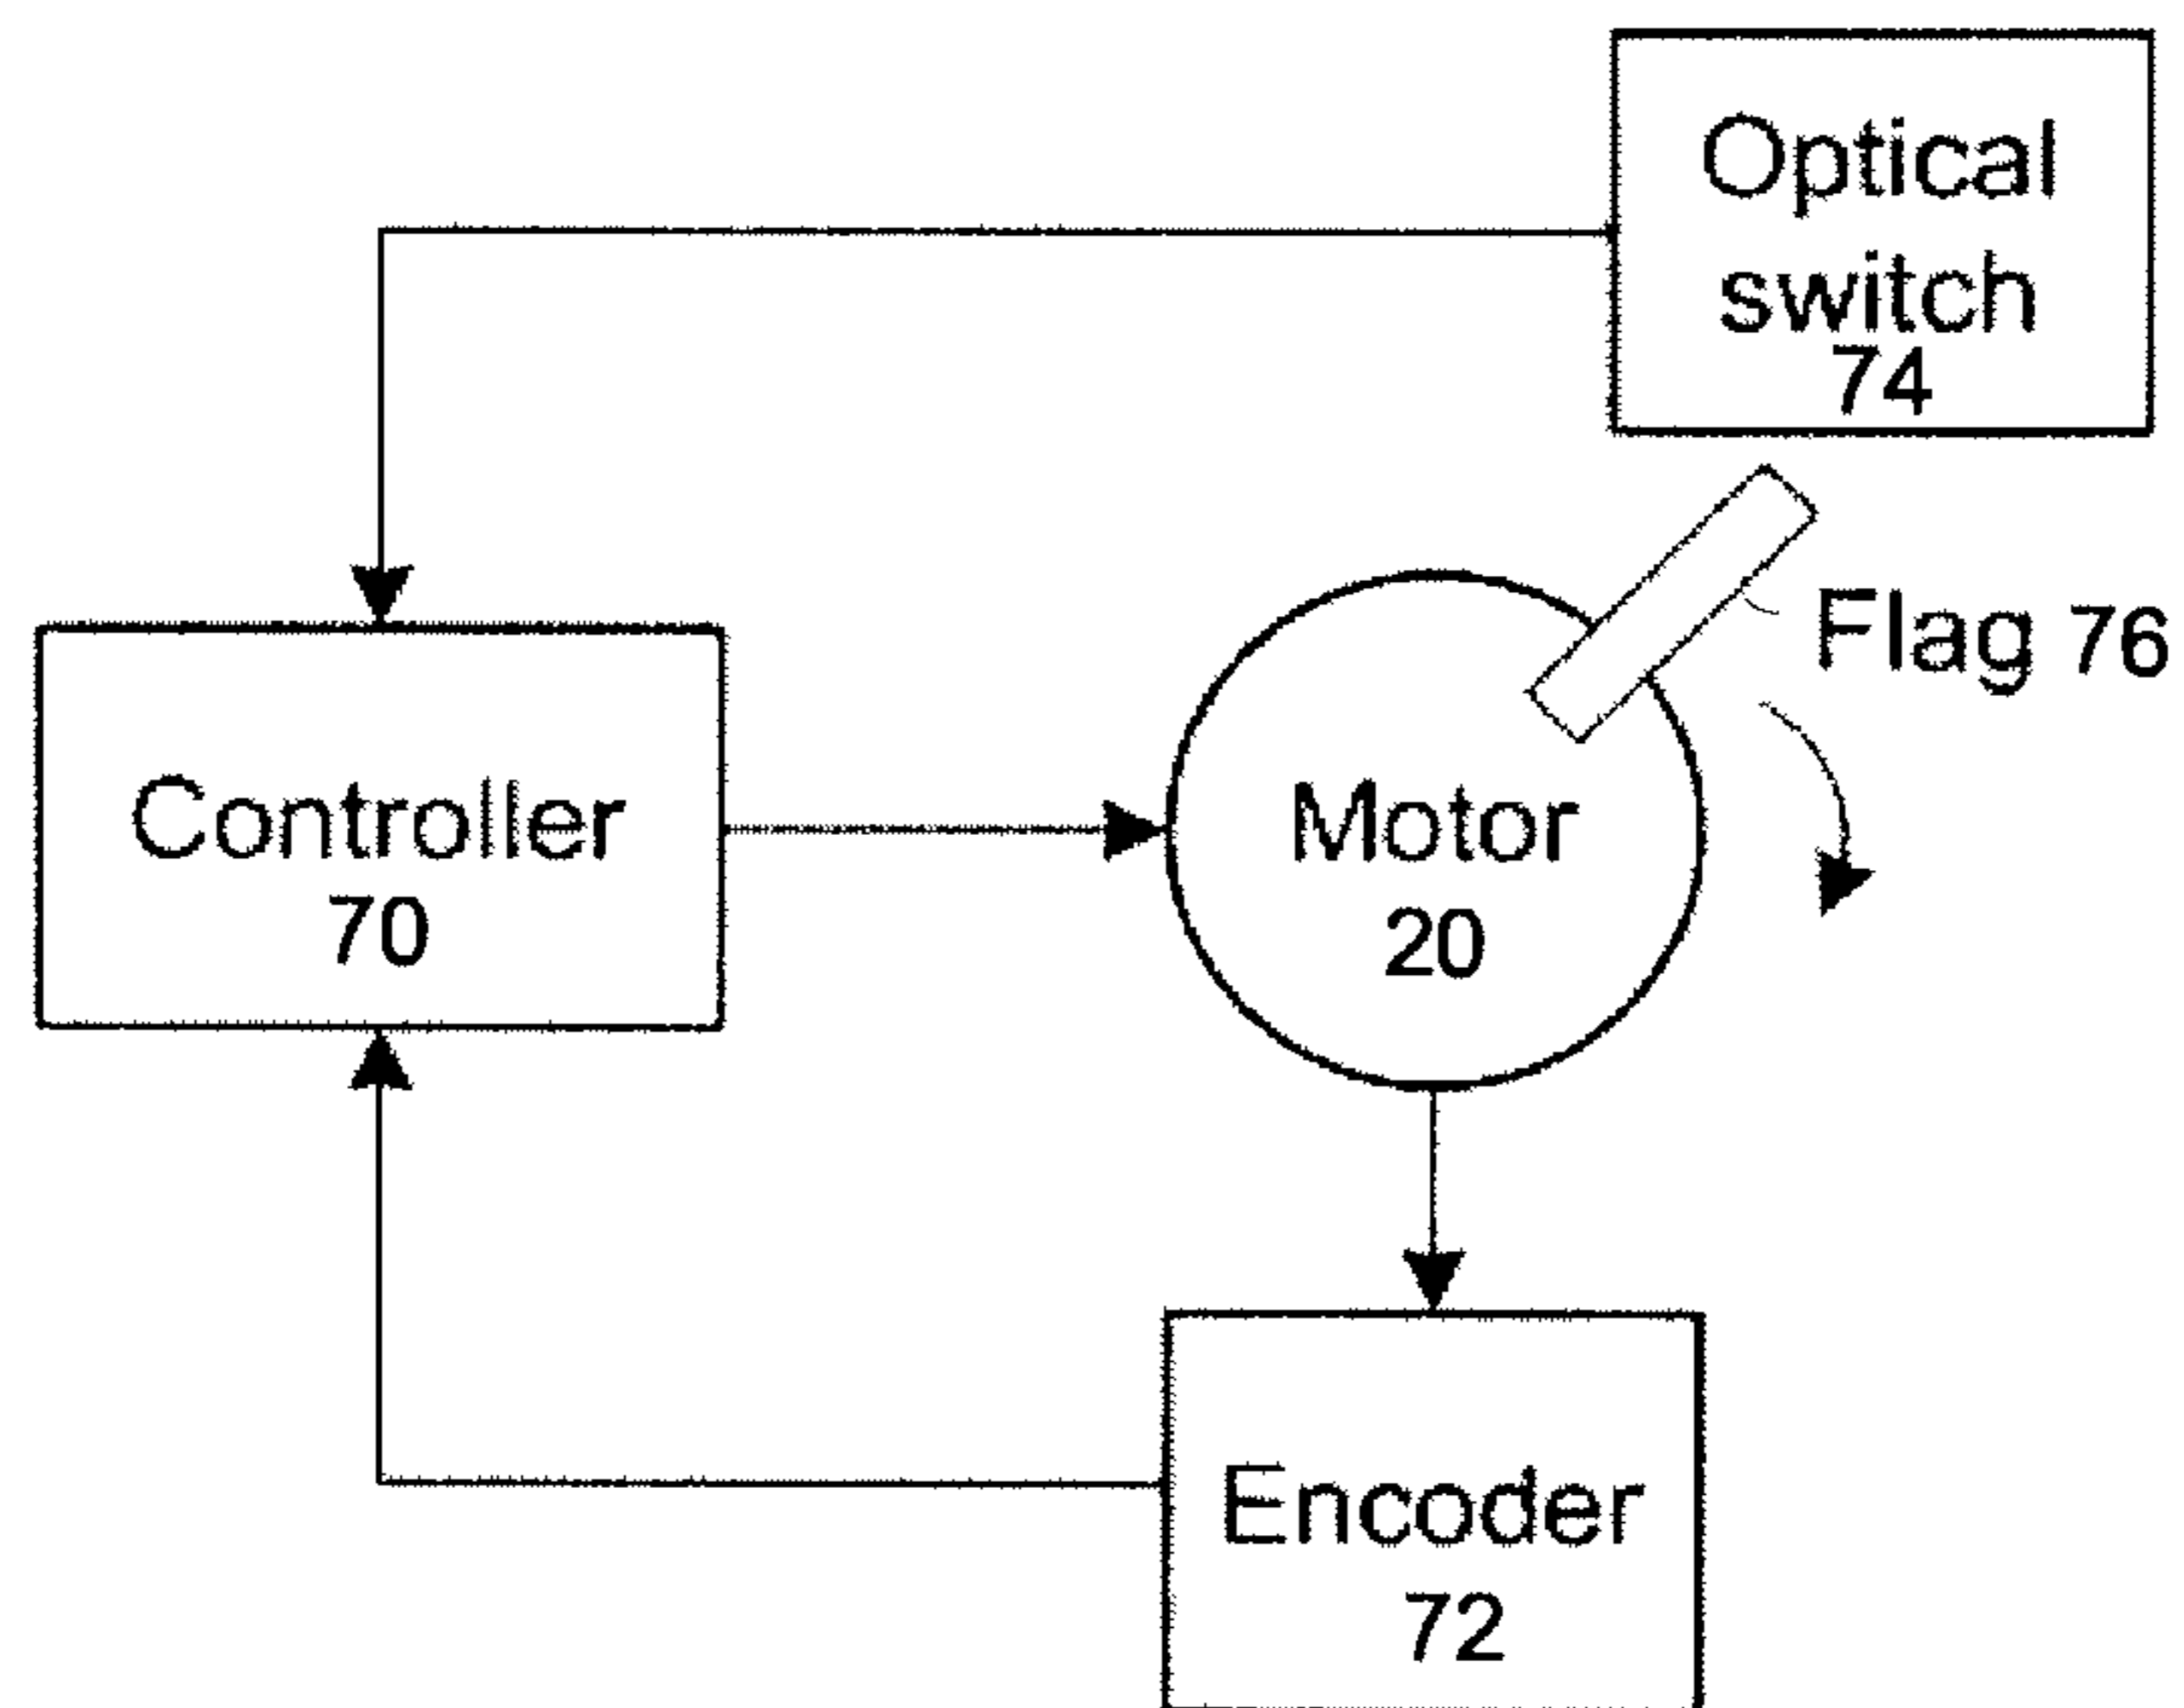 Optical
switch
74
Flag 76
Controller
70
Motor
20
Encoder
72